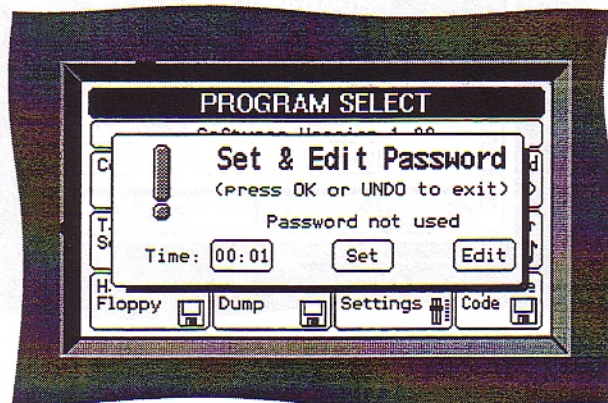 PROGRAM SELECT
Set & Edit Password
(press OK or UNDO to exit)
Password not used
Time: 00:01 Set Edit
Floppy Dump Settings Code